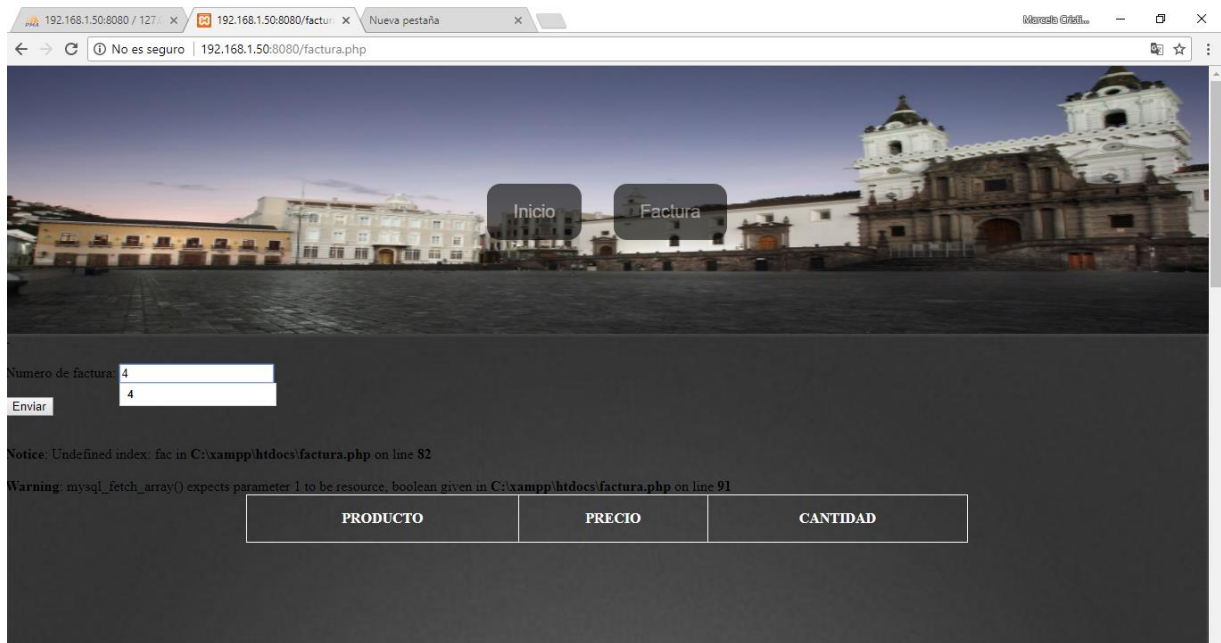 192.168.1.50:8080 / 127.
192.168.1.50:8080/factur
Nueva pestaña
No es seguro
192.168.1.50:8080/factura.php
Inicio
Factura
Numero de factura: 4
4
Enviar
Notice: Undefined index: fac in C:\xampp\htdocs\factura.php on line 82
Warning: mysql_fetch_array() expects parameter 1 to be resource, boolean given in C:\xampp\htdocs\factura.php on line 91
PRODUCTO PRECIO CANTIDAD